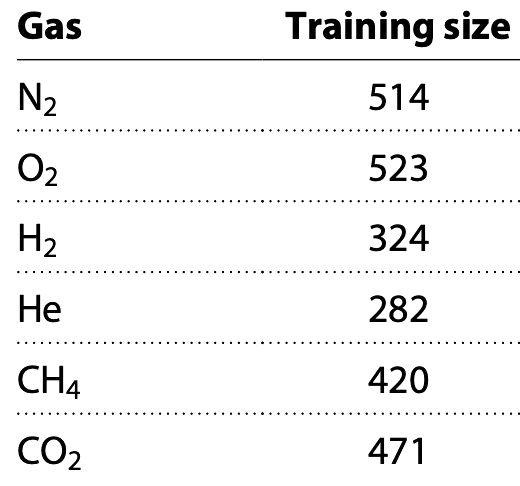 Gas Training size
N₂ 514
O₂ 523
H₂ 324
He 282
CH₄ 420
CO₂ 471